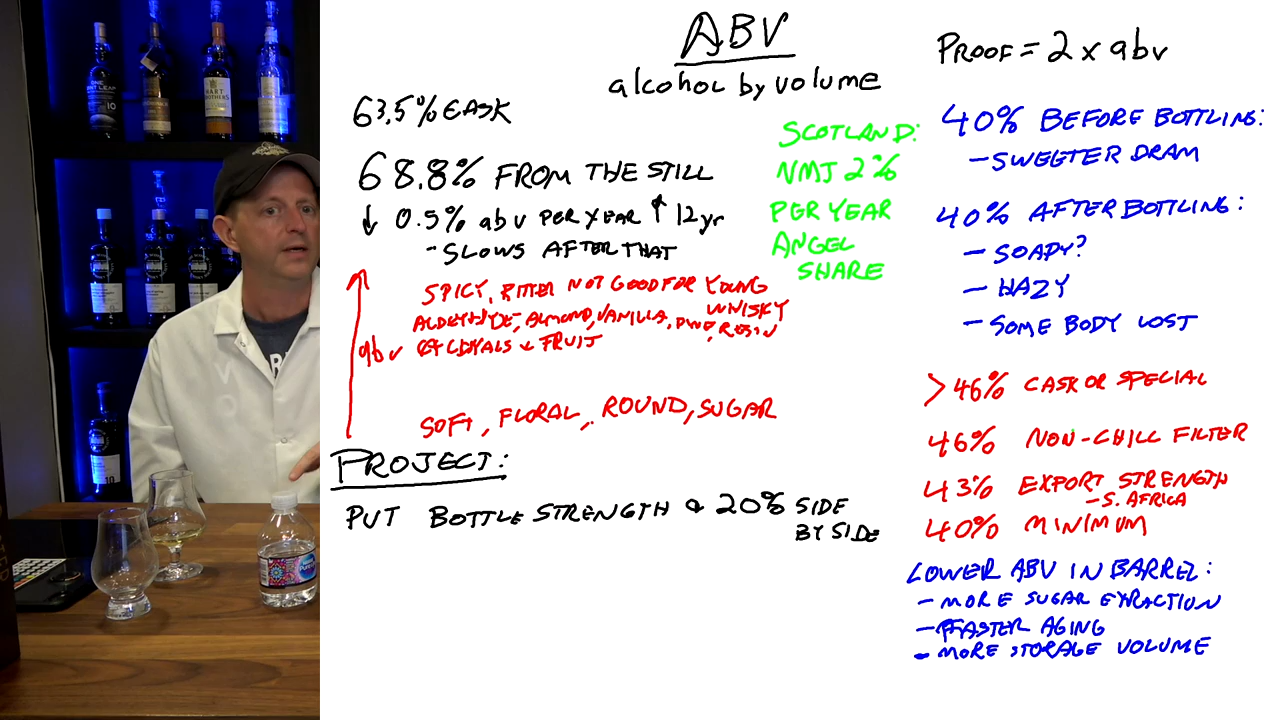 ABV
alcohol by volume
PROOF = 2 x abv
63.5% CASK
68.8% FROM THE STILL
↓ 0.5% abv PER YEAR ↑ 12yr
- SLOWS AFTER THAT
SCOTLAND:
NMJ 2%
PER YEAR
ANGEL
SHARE
SPICY, BITTER NOT GOOD FOR YOUNG
WHISKY
ALDEHYDE, ALMOND, VANILLA, RESIN
abv & FRUIT
SOFT, FLORAL, ROUND, SUGAR
PROJECT:
PUT BOTTLE STRENGTH & 20% SIDE
BY SIDE
40% BEFORE BOTTLING:
- SWEETER DRAM
40% AFTER BOTTLING:
- SOAPY?
- HAZY
- SOME BODY LOST
>46% CASK OR SPECIAL
46% NON-CHILL FILTER
43% EXPORT STRENGTH
- S. AFRICA
40% MINIMUM
LOWER ABV IN BARREL:
- MORE SUGAR EXTRACTION
- FASTER AGING
- MORE STORAGE VOLUME
10
HART
BROTHERS